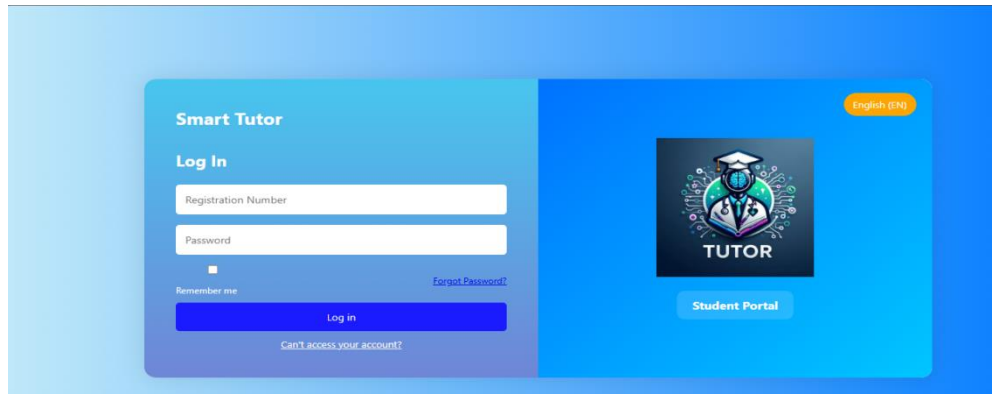 Smart Tutor
Log In
Registration Number
Password
Remember me
Forgot Password?
Log in
Can't access your account?
English (EN)
TUTOR
Student Portal